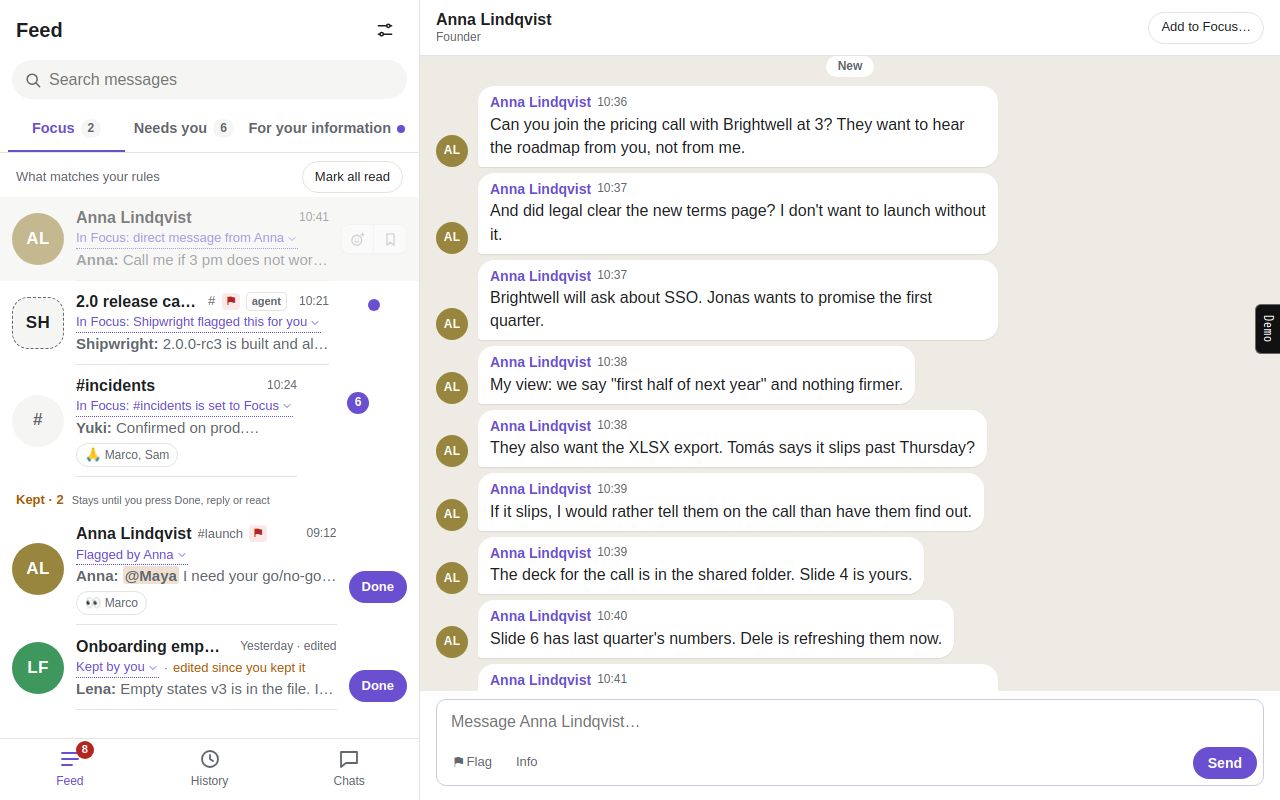 Feed
Search messages
Focus 2
Needs you 6
For your information
What matches your rules
Mark all read
AL
Anna Lindqvist 10:41
In Focus: direct message from Anna
Anna: Call me if 3 pm does not wor…
SH
2.0 release ca… # agent 10:21
In Focus: Shipwright flagged this for you
Shipwright: 2.0.0-rc3 is built and al…
#
#incidents 10:24
In Focus: #incidents is set to Focus
Yuki: Confirmed on prod.…
6
🙏 Marco, Sam
Kept · 2 Stays until you press Done, reply or react
AL
Anna Lindqvist #launch 09:12
Flagged by Anna
Anna: @Maya I need your go/no-go…
Done
👀 Marco
LF
Onboarding emp… Yesterday · edited
Kept by you · edited since you kept it
Lena: Empty states v3 is in the file. I…
Done
8
Feed
History
Chats
Anna Lindqvist
Founder
Add to Focus…
New
Anna Lindqvist 10:36
Can you join the pricing call with Brightwell at 3? They want to hear
the roadmap from you, not from me.
AL
Anna Lindqvist 10:37
And did legal clear the new terms page? I don't want to launch without
it.
AL
Anna Lindqvist 10:37
Brightwell will ask about SSO. Jonas wants to promise the first
quarter.
AL
Anna Lindqvist 10:38
My view: we say "first half of next year" and nothing firmer.
AL
Anna Lindqvist 10:38
They also want the XLSX export. Tomás says it slips past Thursday?
AL
Anna Lindqvist 10:39
If it slips, I would rather tell them on the call than have them find out.
AL
Anna Lindqvist 10:39
The deck for the call is in the shared folder. Slide 4 is yours.
AL
Anna Lindqvist 10:40
Slide 6 has last quarter's numbers. Dele is refreshing them now.
AL
Anna Lindqvist 10:41
Message Anna Lindqvist…
Flag
Info
Send
Demo